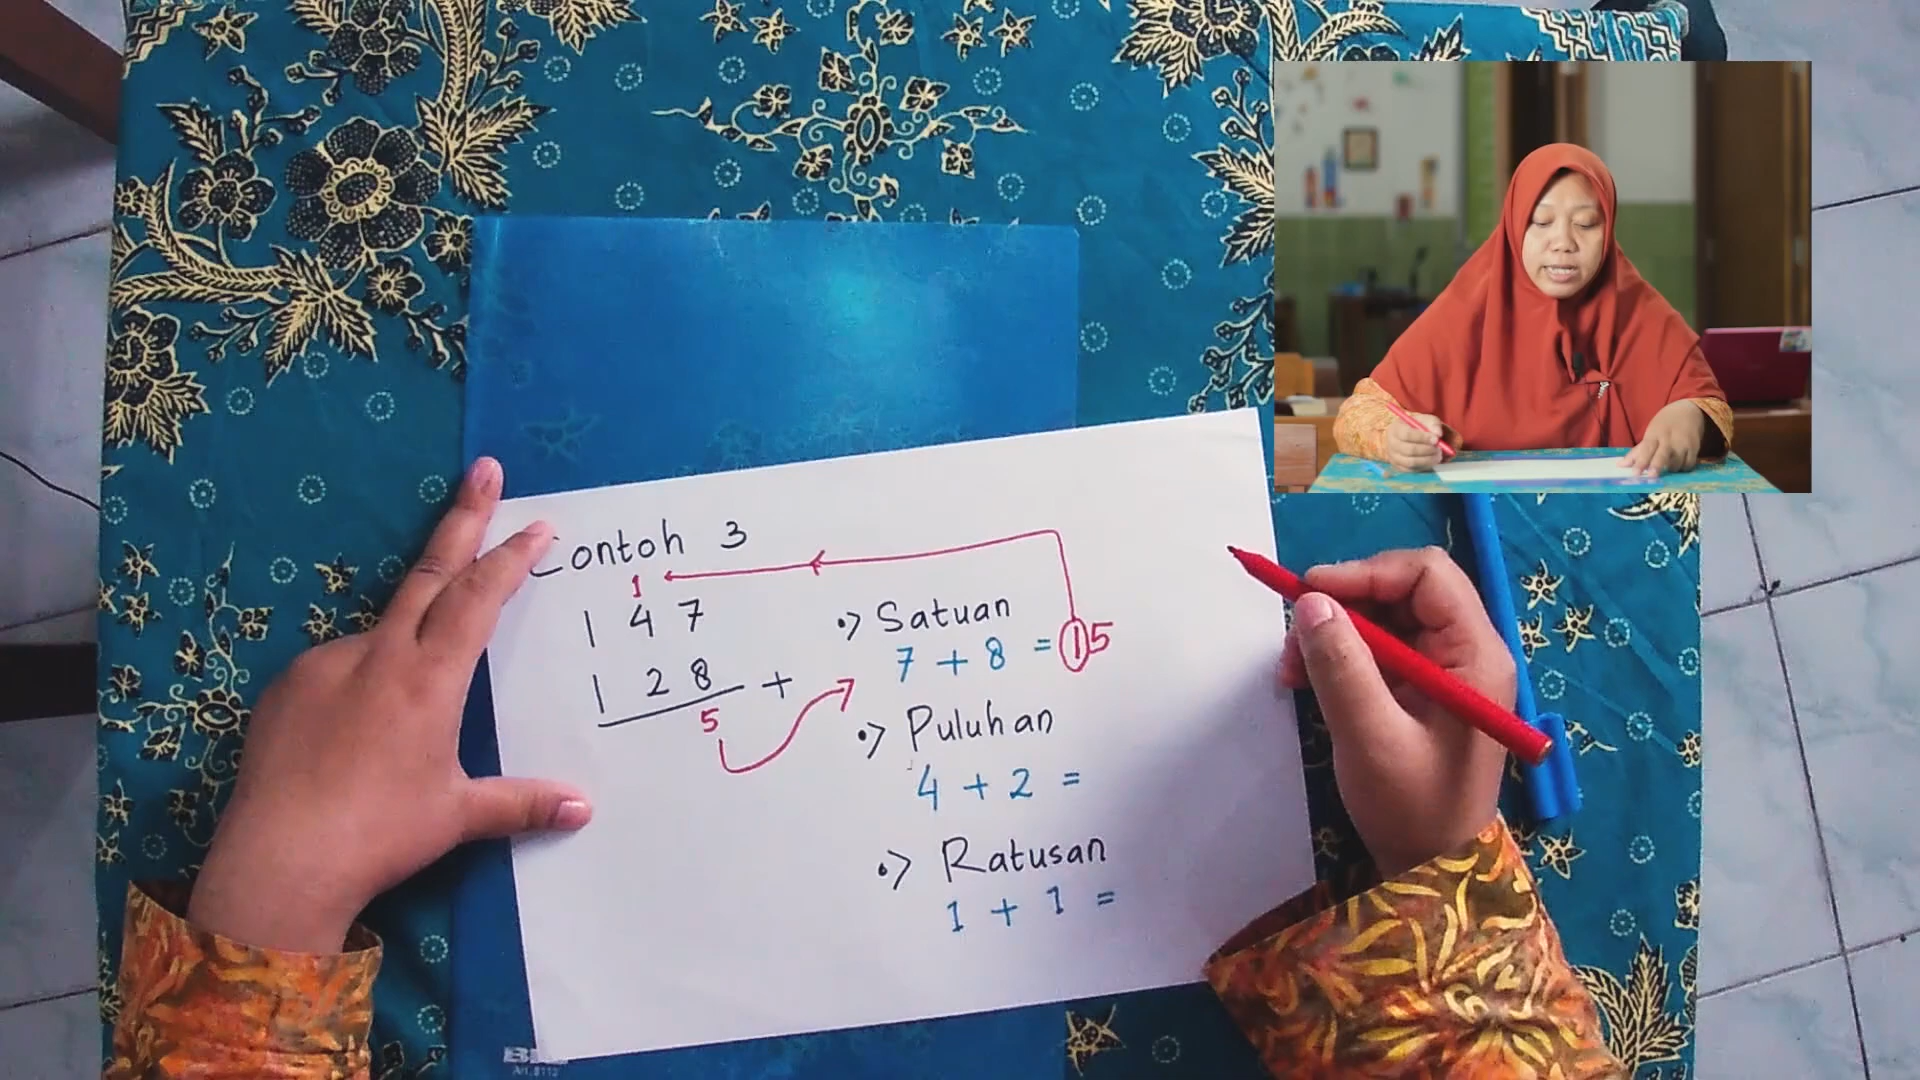 Contoh 3
1
1 4 7
1 2 8 +
5
•> Satuan
7 + 8 = 15
•> Puluhan
4 + 2 =
•> Ratusan
1 + 1 =